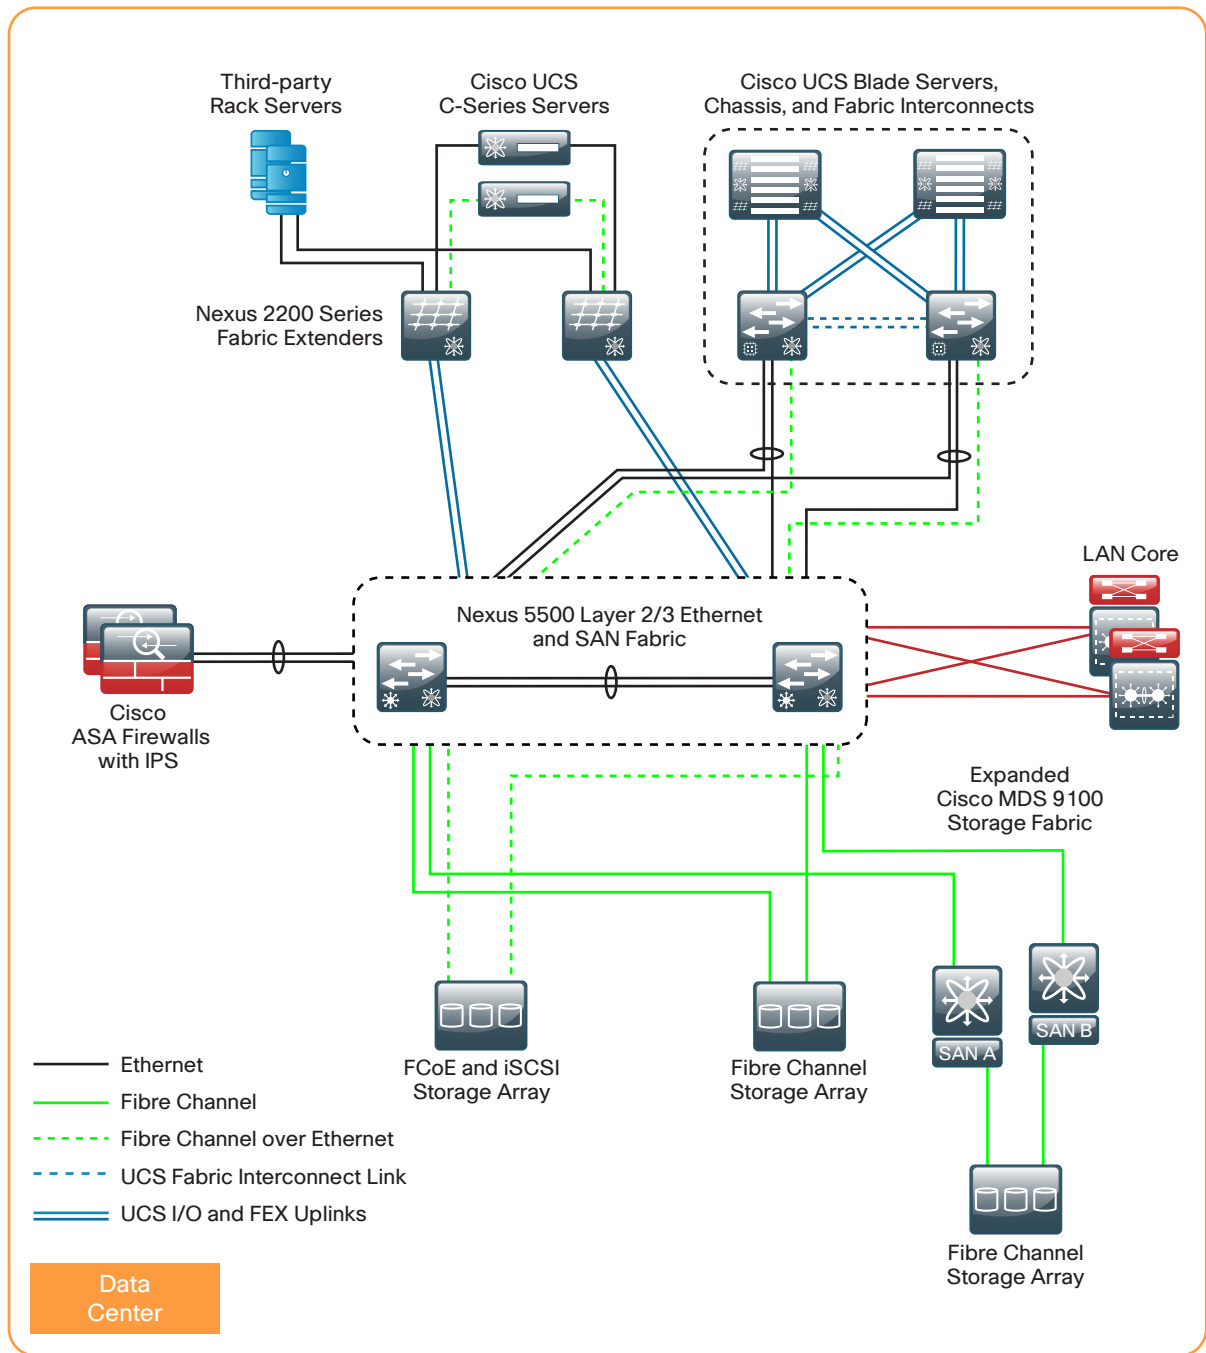 Third-party
Rack Servers
Cisco UCS
C-Series Servers
Cisco UCS Blade Servers,
Chassis, and Fabric Interconnects
Nexus 2200 Series
Fabric Extenders
LAN Core
Nexus 5500 Layer 2/3 Ethernet
and SAN Fabric
Cisco
ASA Firewalls
with IPS
Expanded
Cisco MDS 9100
Storage Fabric
SAN B
SAN A
FCoE and iSCSI
Storage Array
Fibre Channel
Storage Array
Ethernet
Fibre Channel
Fibre Channel over Ethernet
UCS Fabric Interconnect Link
UCS I/O and FEX Uplinks
Fibre Channel
Storage Array
Data
Center